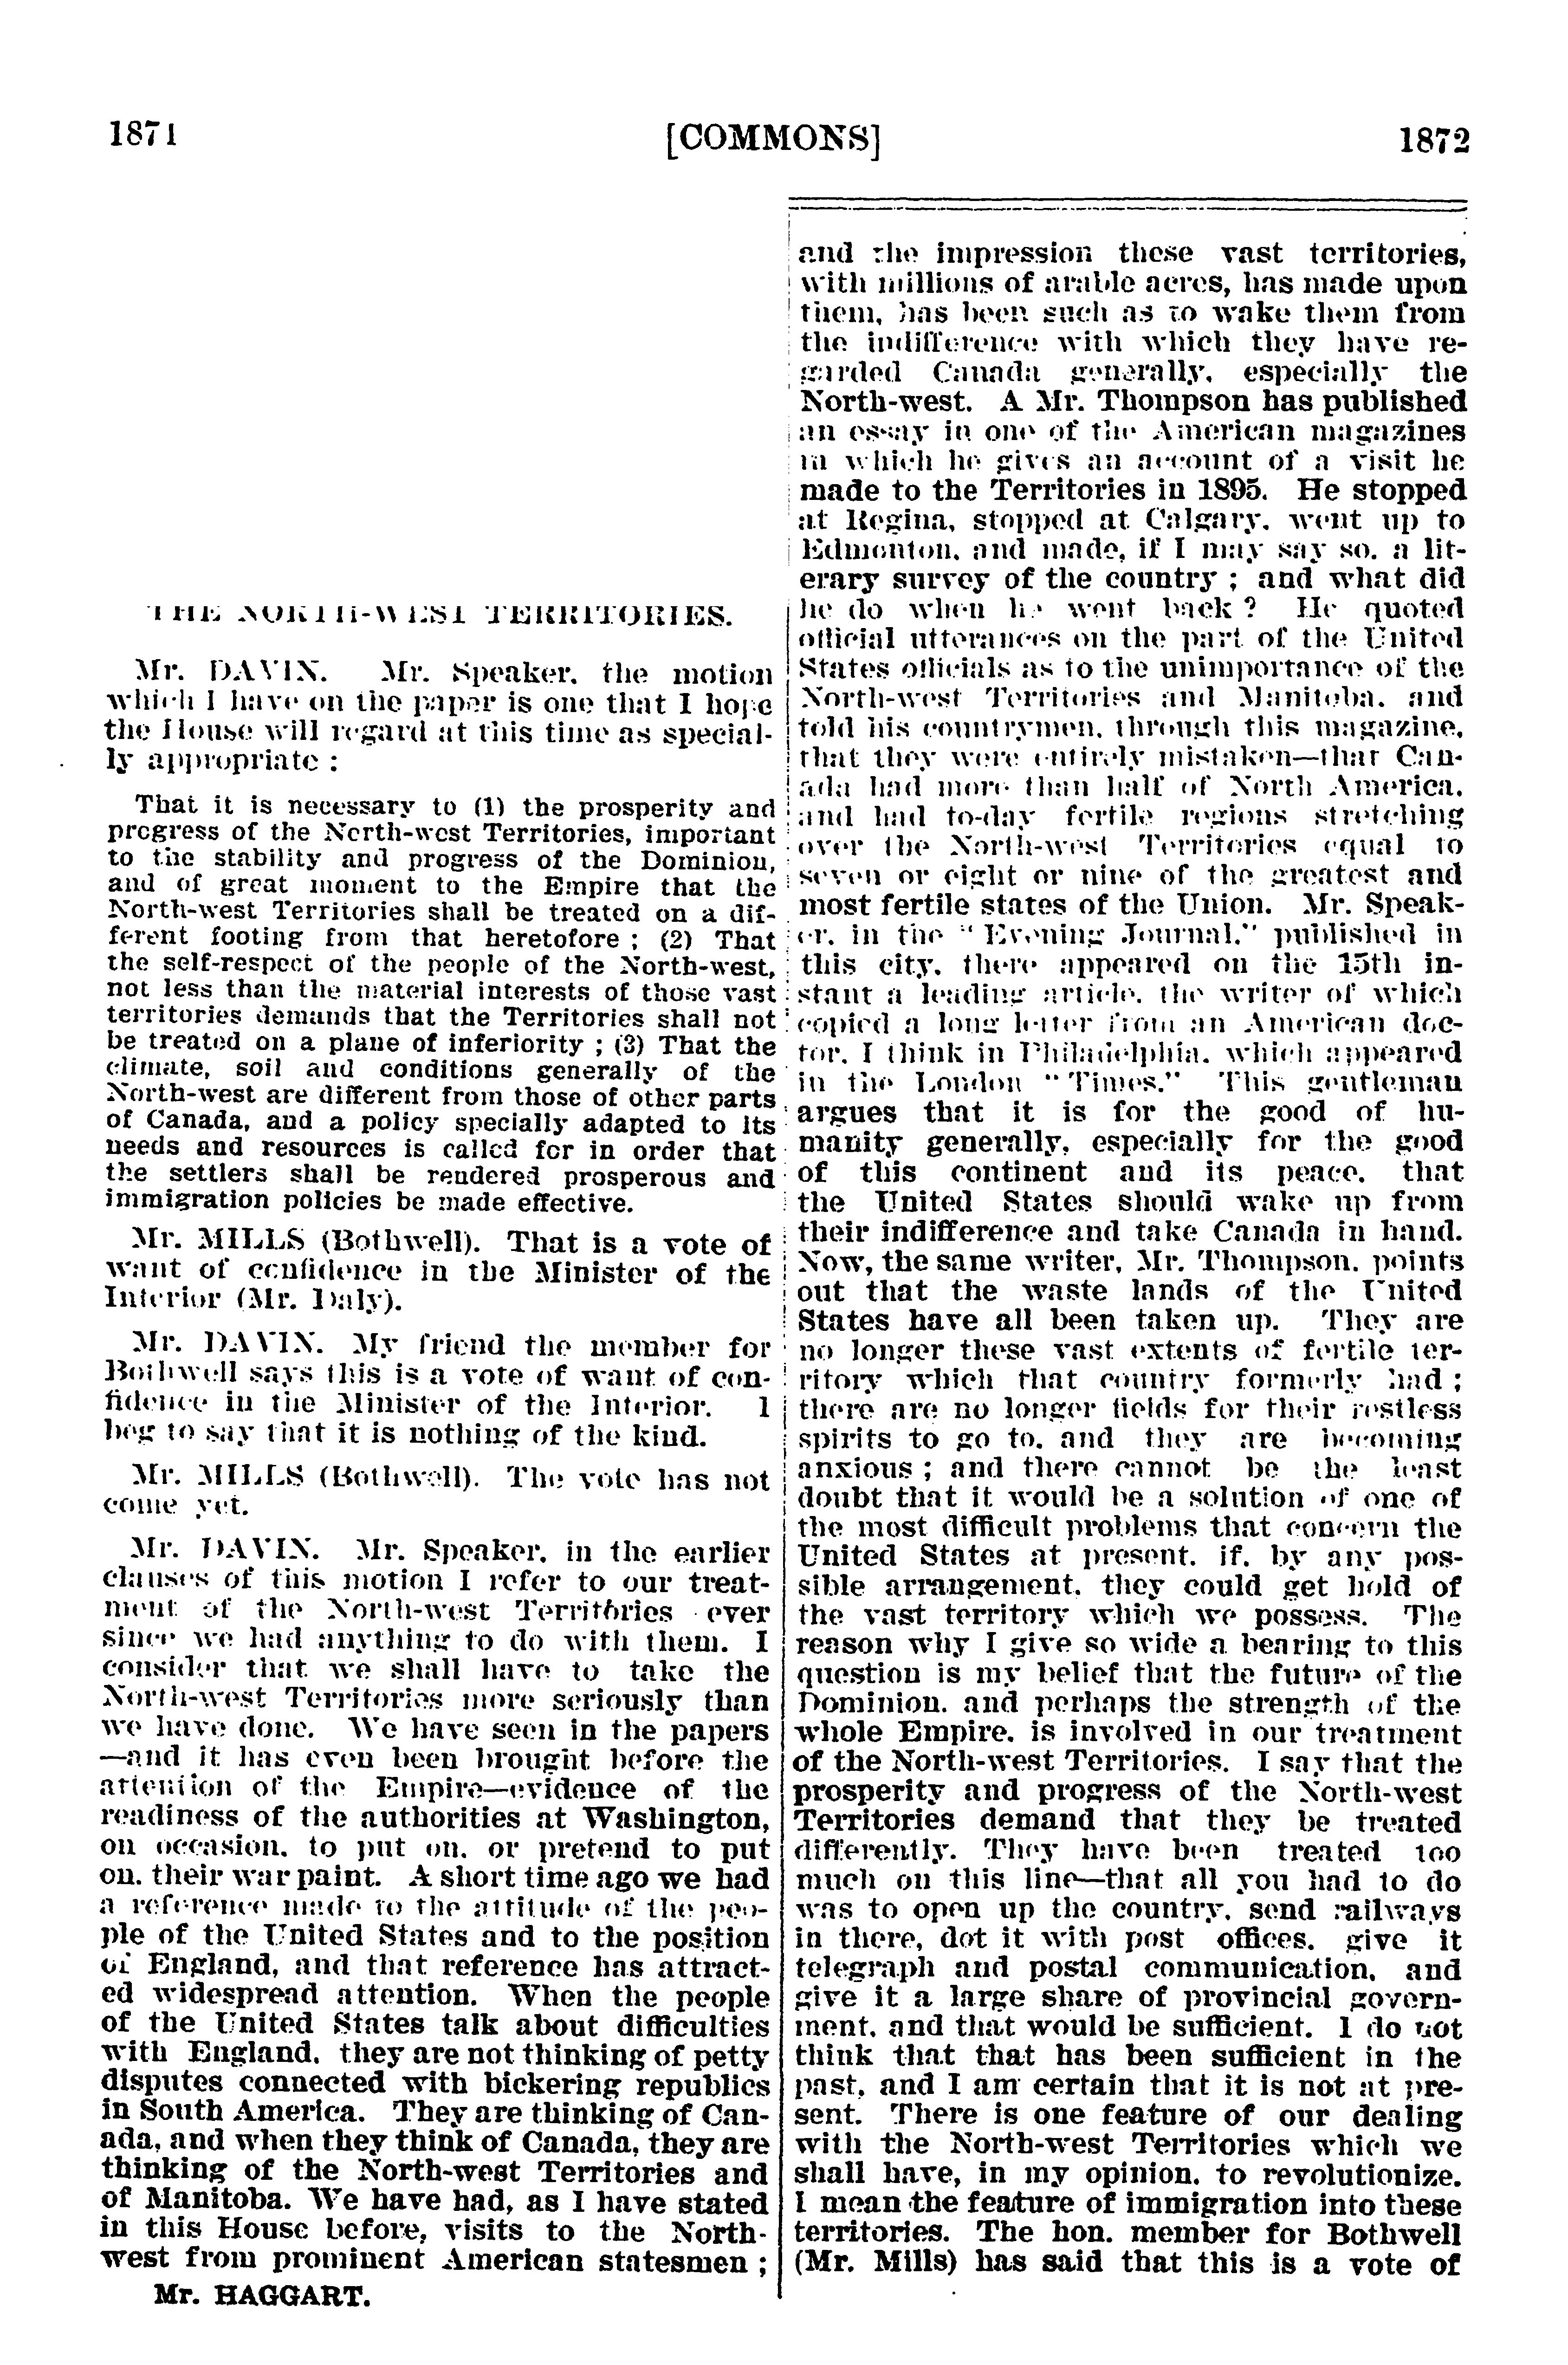 1871
[COMMONS]
1872
THE NORTH-WEST TERRITORIES.
Mr. DAVIN. Mr. Speaker, the motion
which I have on the paper is one that I hope
the House will regard at this time as special-
ly appropriate :
That it is necessary to (1) the prosperity and
progress of the North-west Territories, important
to the stability and progress of the Dominion,
and of great moment to the Empire that the
North-west Territories shall be treated on a dif-
ferent footing from that heretofore ; (2) That
the self-respect of the people of the North-west,
not less than the material interests of those vast
territories demands that the Territories shall not
be treated on a plane of inferiority ; (3) That the
climate, soil and conditions generally of the
North-west are different from those of other parts
of Canada, and a policy specially adapted to its
needs and resources is called for in order that
the settlers shall be rendered prosperous and
immigration policies be made effective.
Mr. MILLS (Bothwell). That is a vote of
want of confidence in the Minister of the
Interior (Mr. Daly).
Mr. DAVIN. My friend the member for
Bothwell says this is a vote of want of con-
fidence in the Minister of the Interior. I
beg to say that it is nothing of the kind.
Mr. MILLS (Bothwell). The vote has not
come yet.
Mr. DAVIN. Mr. Speaker, in the earlier
clauses of this motion I refer to our treat-
ment of the North-west Territories ever
since we had anything to do with them. I
consider that we shall have to take the
North-west Territories more seriously than
we have done. We have seen in the papers
—and it has even been brought before the
attention of the Empire—evidence of the
readiness of the authorities at Washington,
on occasion, to put on, or pretend to put
on, their war paint. A short time ago we had
a reference made to the attitude of the peo-
ple of the United States and to the position
of England, and that reference has attract-
ed widespread attention. When the people
of the United States talk about difficulties
with England, they are not thinking of petty
disputes connected with bickering republics
in South America. They are thinking of Can-
ada, and when they think of Canada, they are
thinking of the North-west Territories and
of Manitoba. We have had, as I have stated
in this House before, visits to the North-
west from prominent American statesmen ;
Mr. HAGGART.
and the impression these vast territories,
with millions of arable acres, has made upon
them, has been such as to wake them from
the indifference with which they have re-
garded Canada generally, especially the
North-west. A Mr. Thompson has published
an essay in one of the American magazines
in which he gives an account of a visit he
made to the Territories in 1895. He stopped
at Regina, stopped at Calgary, went up to
Edmonton, and made, if I may say so, a lit-
erary survey of the country ; and what did
he do when he went back ? He quoted
official utterances on the part of the United
States officials as to the unimportance of the
North-west Territories and Manitoba, and
told his countrymen, through this magazine,
that they were entirely mistaken—that Can-
ada had more than half of North America,
and had to-day fertile regions stretching
over the North-west Territories equal to
seven or eight or nine of the greatest and
most fertile states of the Union. Mr. Speak-
er, in the "Evening Journal," published in
this city, there appeared on the 15th in-
stant a leading article, the writer of which
copied a long letter from an American doc-
tor, I think in Philadelphia, which appeared
in the London "Times." This gentleman
argues that it is for the good of hu-
manity generally, especially for the good
of this continent and its peace, that
the United States should wake up from
their indifference and take Canada in hand.
Now, the same writer, Mr. Thompson, points
out that the waste lands of the United
States have all been taken up. They are
no longer these vast extents of fertile ter-
ritory which that country formerly had ;
there are no longer fields for their restless
spirits to go to, and they are becoming
anxious ; and there cannot be the least
doubt that it would be a solution of one of
the most difficult problems that concern the
United States at present, if, by any pos-
sible arrangement, they could get hold of
the vast territory which we possess. The
reason why I give so wide a bearing to this
question is my belief that the future of the
Dominion, and perhaps the strength of the
whole Empire, is involved in our treatment
of the North-west Territories. I say that the
prosperity and progress of the North-west
Territories demand that they be treated
differently. They have been treated too
much on this line—that all you had to do
was to open up the country, send railways
in there, dot it with post offices, give it
telegraph and postal communication, and
give it a large share of provincial govern-
ment, and that would be sufficient. I do not
think that that has been sufficient in the
past, and I am certain that it is not at pre-
sent. There is one feature of our dealing
with the North-west Territories which we
shall have, in my opinion, to revolutionize.
I mean the feature of immigration into these
territories. The hon. member for Bothwell
(Mr. Mills) has said that this is a vote of